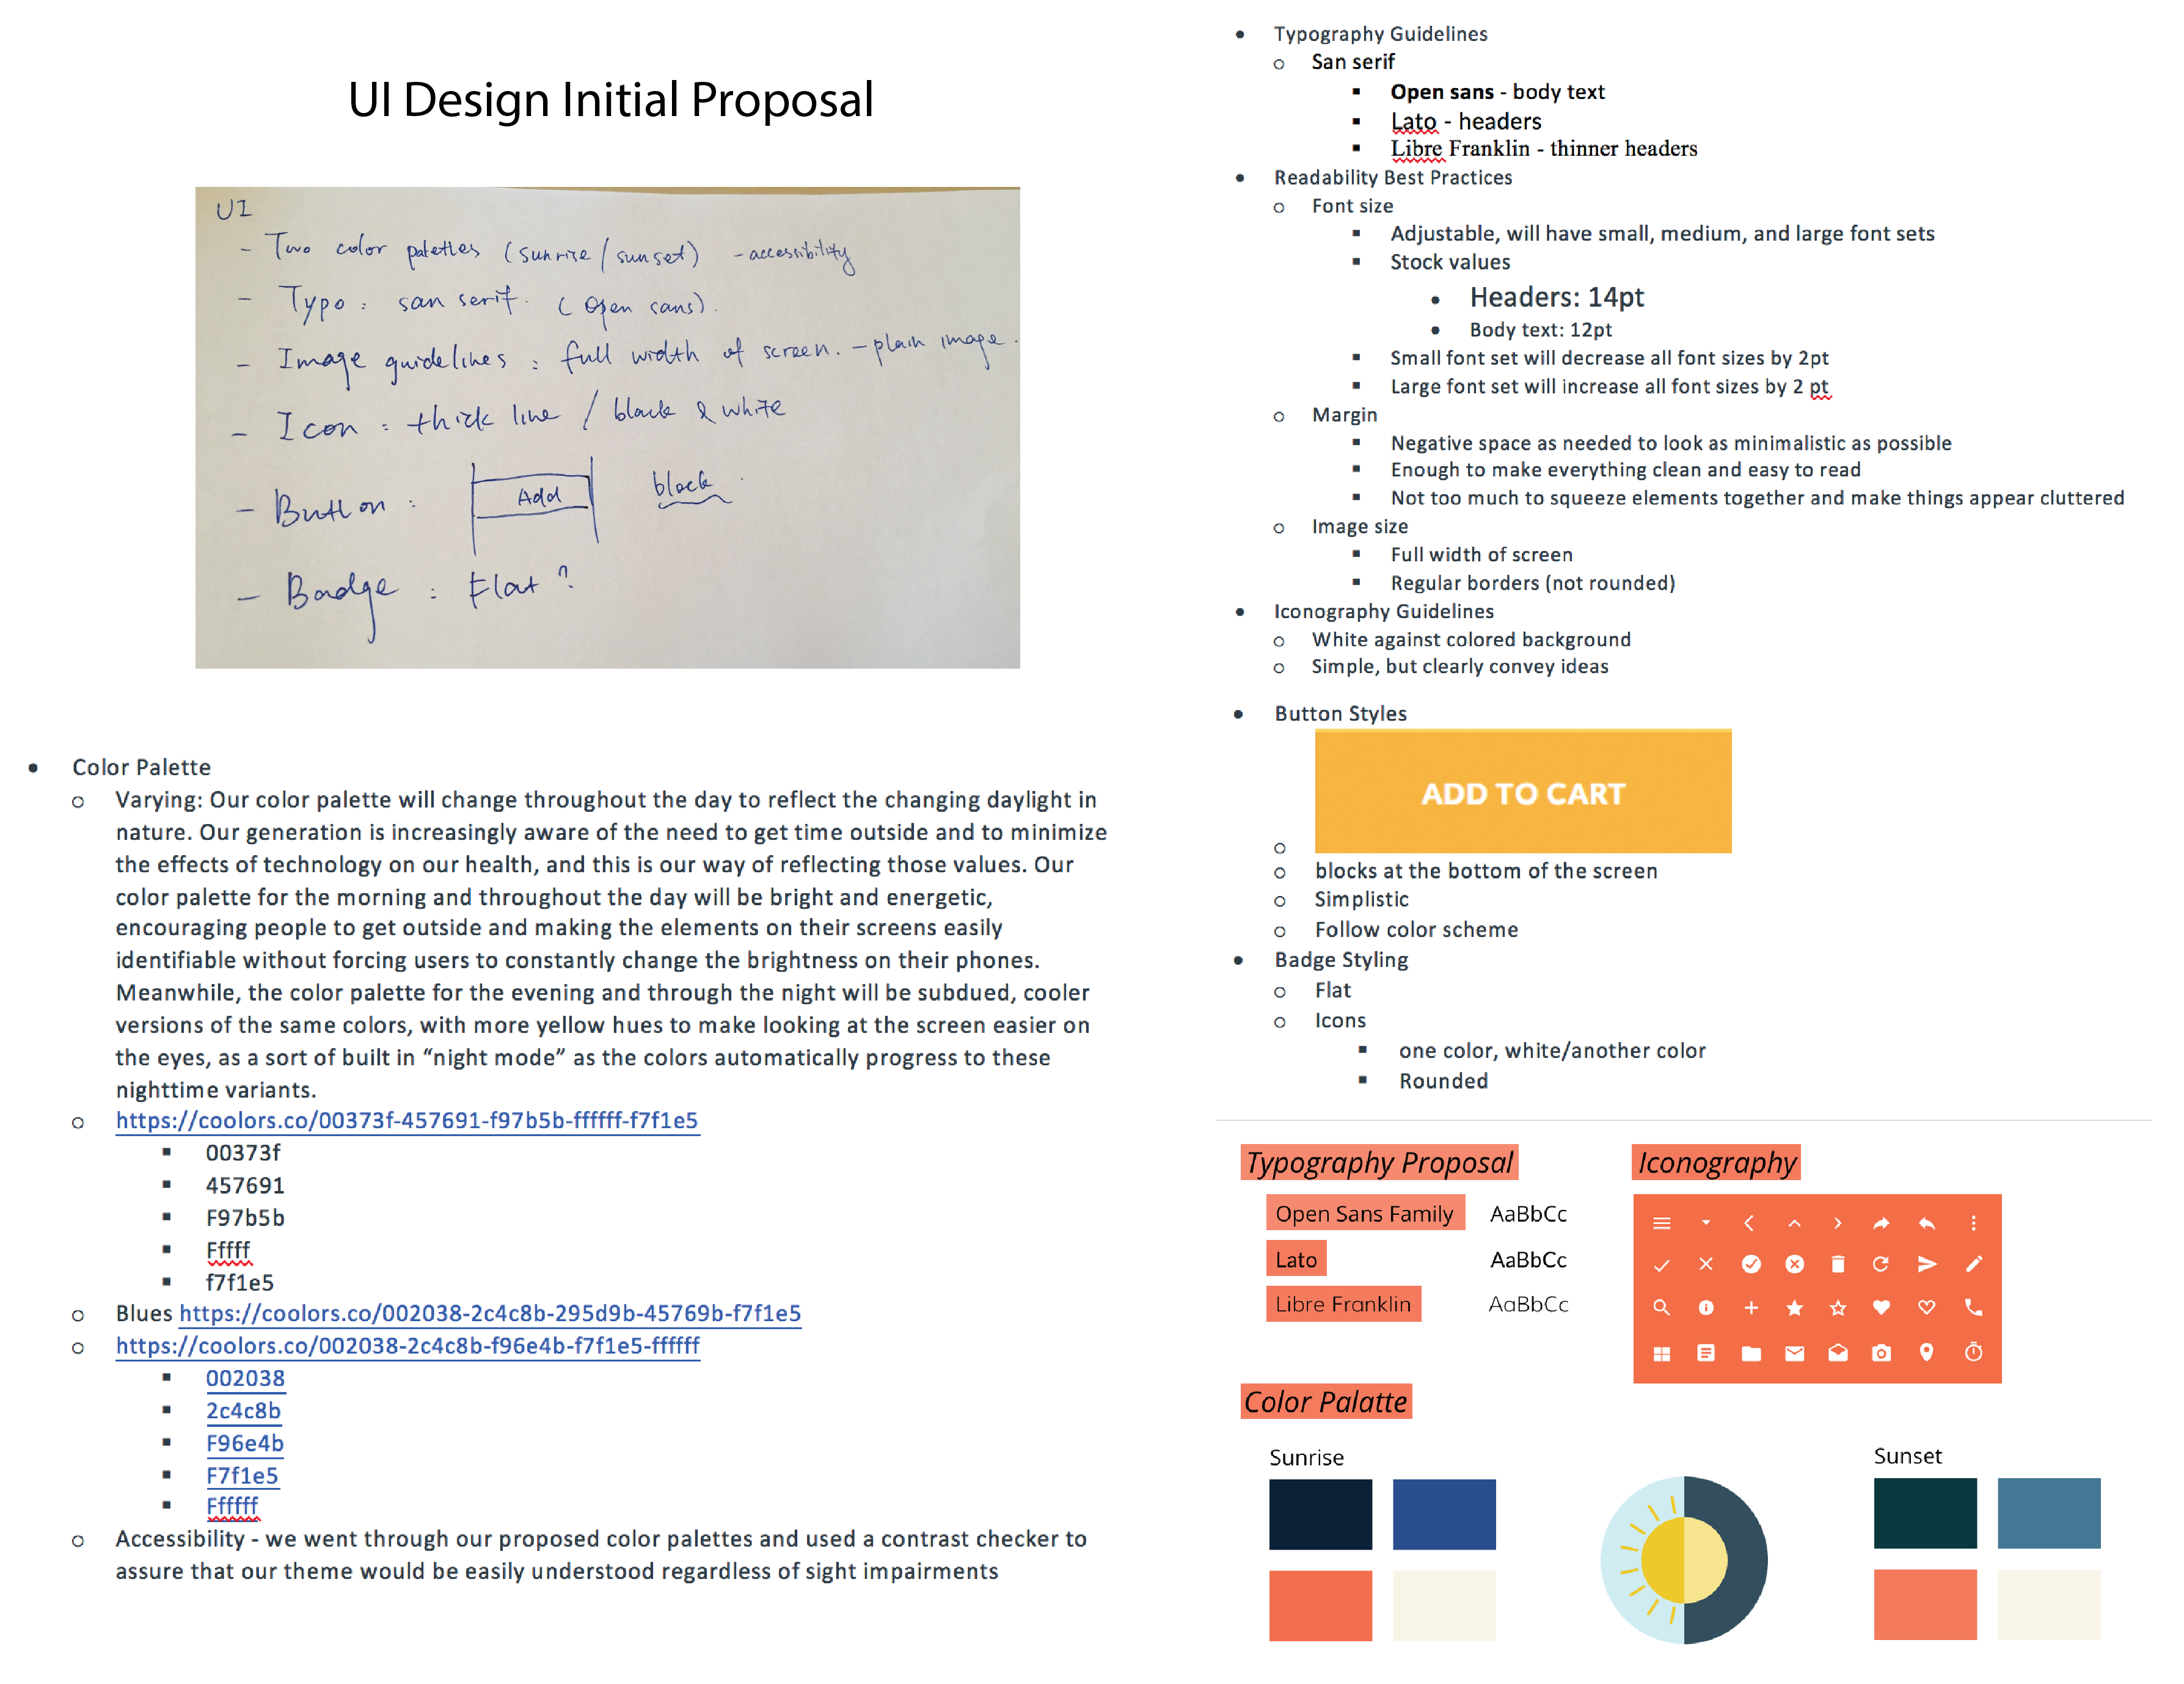 UI Design Initial Proposal
UI
- Two color palettes (sunrise / sunset) - accessibility
- Typo : san serif. (open sans).
- Image guidelines : full width of screen. - plain image.
- Icon : thick line / black & white
- Button : Add block
- Badge : Flat ?
• Color Palette
o Varying: Our color palette will change throughout the day to reflect the changing daylight in
nature. Our generation is increasingly aware of the need to get time outside and to minimize
the effects of technology on our health, and this is our way of reflecting those values. Our
color palette for the morning and throughout the day will be bright and energetic,
encouraging people to get outside and making the elements on their screens easily
identifiable without forcing users to constantly change the brightness on their phones.
Meanwhile, the color palette for the evening and through the night will be subdued, cooler
versions of the same colors, with more yellow hues to make looking at the screen easier on
the eyes, as a sort of built in “night mode” as the colors automatically progress to these
nighttime variants.
o https://coolors.co/00373f-457691-f97b5b-ffffff-f7f1e5
▪ 00373f
▪ 457691
▪ F97b5b
▪ Fffff
▪ f7f1e5
o Blues https://coolors.co/002038-2c4c8b-295d9b-45769b-f7f1e5
o https://coolors.co/002038-2c4c8b-f96e4b-f7f1e5-ffffff
▪ 002038
▪ 2c4c8b
▪ F96e4b
▪ F7f1e5
▪ Ffffff
o Accessibility - we went through our proposed color palettes and used a contrast checker to
assure that our theme would be easily understood regardless of sight impairments
• Typography Guidelines
o San serif
▪ Open sans - body text
▪ Lato - headers
▪ Libre Franklin - thinner headers
• Readability Best Practices
o Font size
▪ Adjustable, will have small, medium, and large font sets
▪ Stock values
• Headers: 14pt
• Body text: 12pt
▪ Small font set will decrease all font sizes by 2pt
▪ Large font set will increase all font sizes by 2 pt
o Margin
▪ Negative space as needed to look as minimalistic as possible
▪ Enough to make everything clean and easy to read
▪ Not too much to squeeze elements together and make things appear cluttered
o Image size
▪ Full width of screen
▪ Regular borders (not rounded)
• Iconography Guidelines
o White against colored background
o Simple, but clearly convey ideas
• Button Styles
o ADD TO CART
o blocks at the bottom of the screen
o Simplistic
o Follow color scheme
• Badge Styling
o Flat
o Icons
▪ one color, white/another color
▪ Rounded
Typography Proposal
Open Sans Family AaBbCc
Lato AaBbCc
Libre Franklin AaBbCc
Iconography
Color Palatte
Sunrise
Sunset